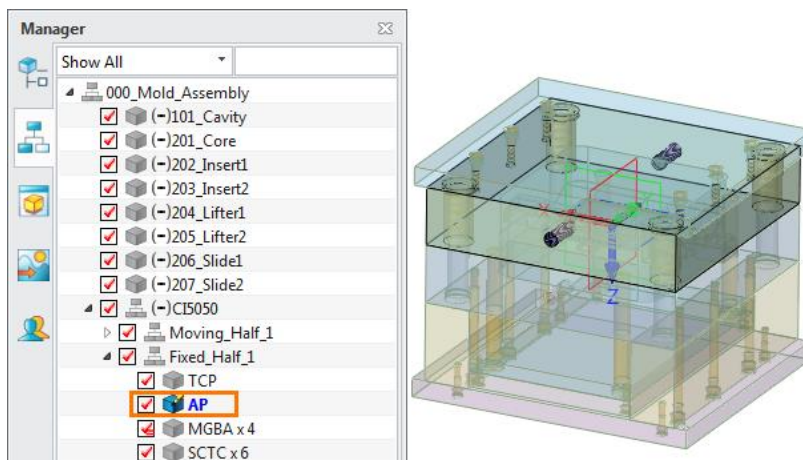 Manager
Show All
000_Mold_Assembly
(-)101_Cavity
(-)201_Core
(-)202_Insert1
(-)203_Insert2
(-)204_Lifter1
(-)205_Lifter2
(-)206_Slide1
(-)207_Slide2
(-)CI5050
Moving_Half_1
Fixed_Half_1
TCP
AP
MGBA x 4
SCTC x 6
X
Y
Z